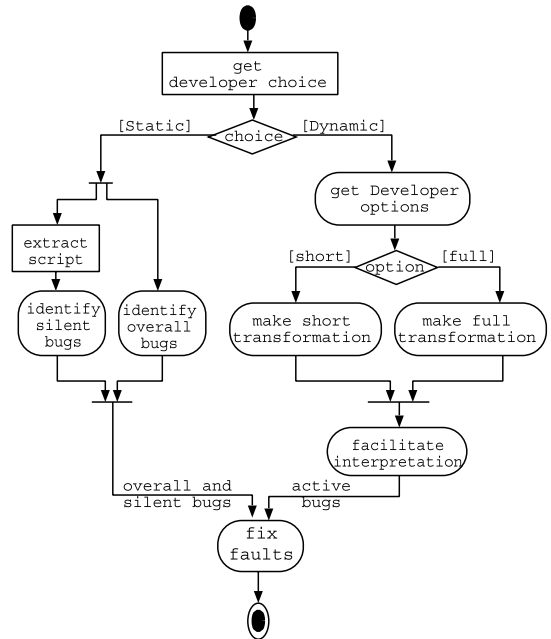 get
developer choice
[Static]
choice
[Dynamic]
get Developer
options
extract
script
[short]
option
[full]
identify
silent
bugs
identify
overall
bugs
make short
transformation
make full
transformation
facilitate
interpretation
overall and
silent bugs
active
bugs
fix
faults